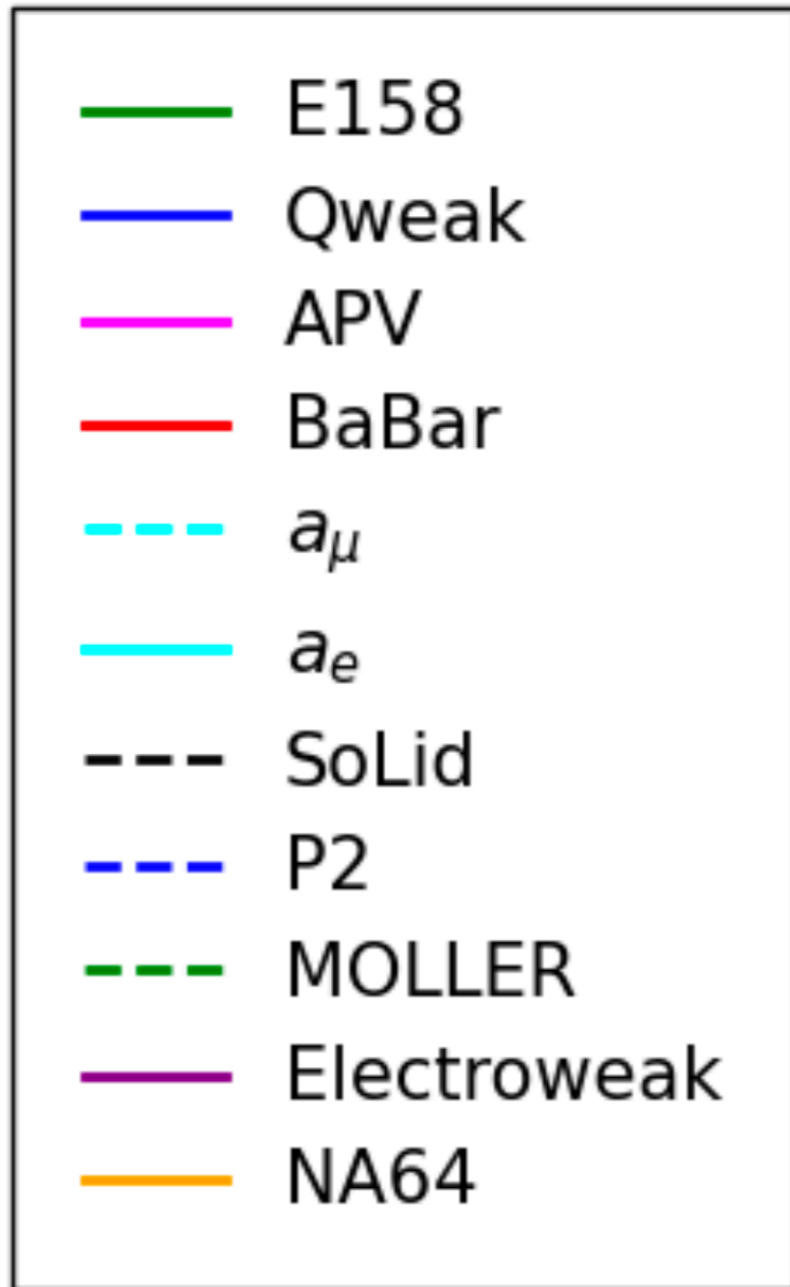 E158
Qweak
APV
BaBar
aμ
ae
SoLid
P2
MOLLER
Electroweak
NA64